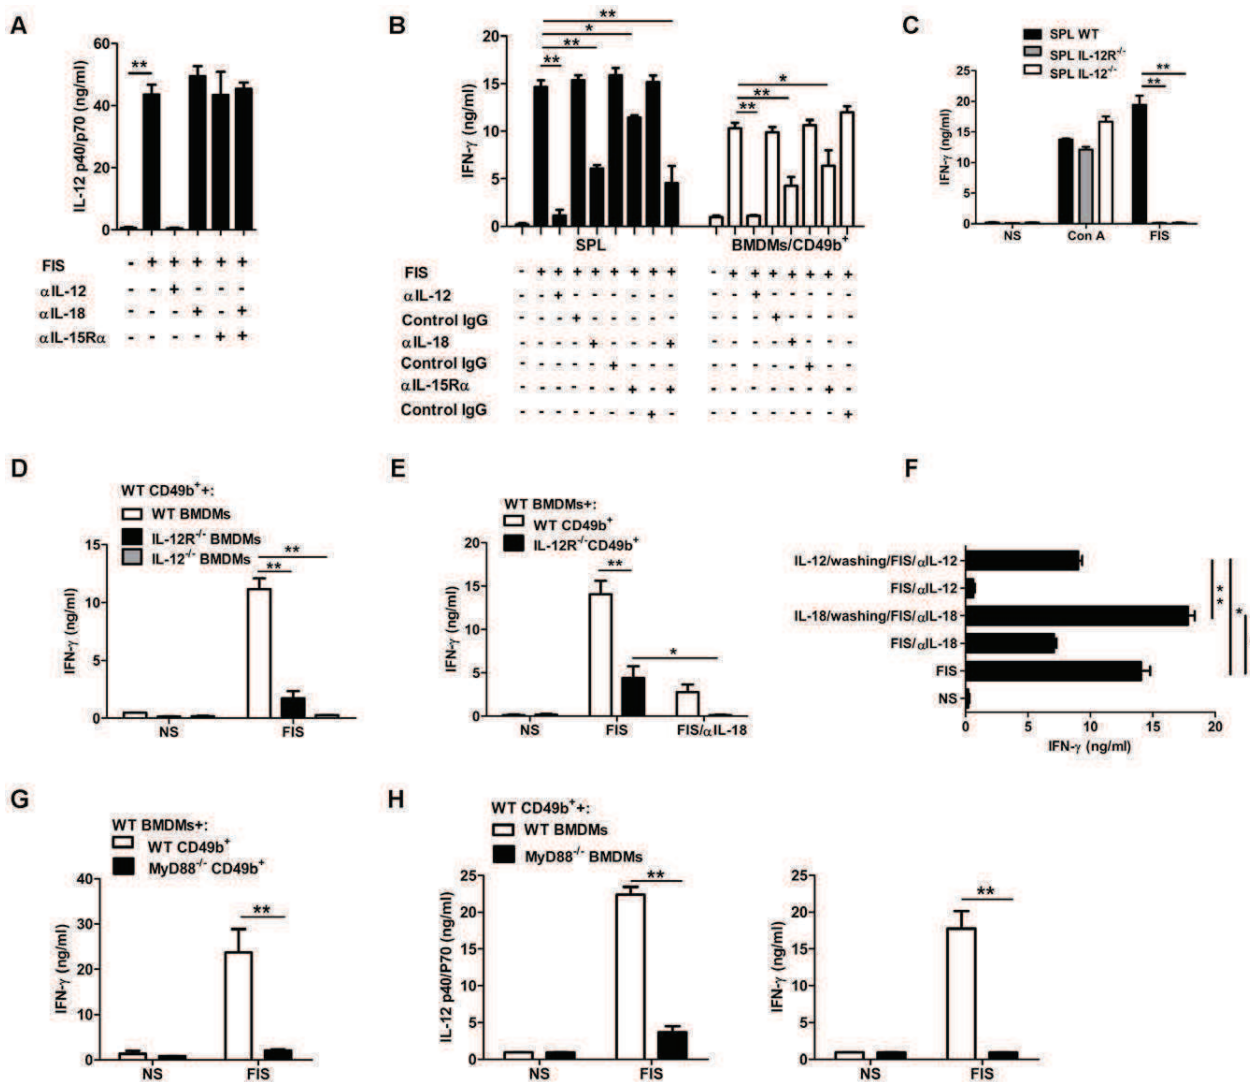 A
60
40
20
0
IL-12 p40/p70 (ng/ml)
**
FIS - + + + + +
αIL-12 - - + - - -
αIL-18 - - - + - +
αIL-15Rα - - - - + +
B
20
15
10
5
0
IFN-γ (ng/ml)
**
*
**
**
*
**
**
SPL BMDMs/CD49b+
FIS - + + + + + + + + - + + + + + + +
αIL-12 - - + - - - - - - - - + - - - - -
Control IgG - - - + - - - - - - - - + - - - -
αIL-18 - - - - + - - - + - - - - + - - -
Control IgG - - - - - + - - - - - - - - + - -
αIL-15Rα - - - - - - + - + - - - - - - + -
Control IgG - - - - - - - + - - - - - - - - +
C
SPL WT
SPL IL-12R-/-
SPL IL-12-/-
25
20
15
10
5
0
IFN-γ (ng/ml)
**
**
NS Con A FIS
D
WT CD49b++:
WT BMDMs
IL-12R-/- BMDMs
IL-12-/- BMDMs
15
10
5
0
IFN-γ (ng/ml)
**
**
NS FIS
E
WT BMDMs+:
WT CD49b+
IL-12R-/-CD49b+
20
15
10
5
0
IFN-γ (ng/ml)
**
*
NS FIS FIS/αIL-18
F
IL-12/washing/FIS/αIL-12
FIS/αIL-12
IL-18/washing/FIS/αIL-18
FIS/αIL-18
FIS
NS
**
*
0 5 10 15 20
IFN-γ (ng/ml)
G
WT BMDMs+:
WT CD49b+
MyD88-/- CD49b+
40
30
20
10
0
IFN-γ (ng/ml)
**
NS FIS
H
WT CD49b++:
WT BMDMs
MyD88-/- BMDMs
25
20
15
10
5
0
IL-12 p40/P70 (ng/ml)
**
NS FIS
25
20
15
10
5
0
IFN-γ (ng/ml)
**
NS FIS